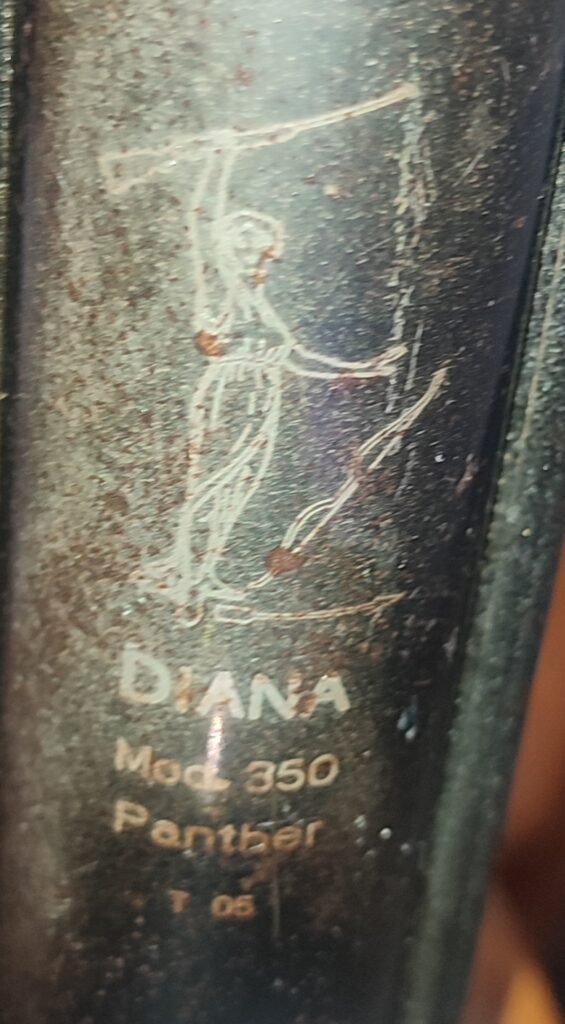 DIANA
Mod. 350
Panther
T 05